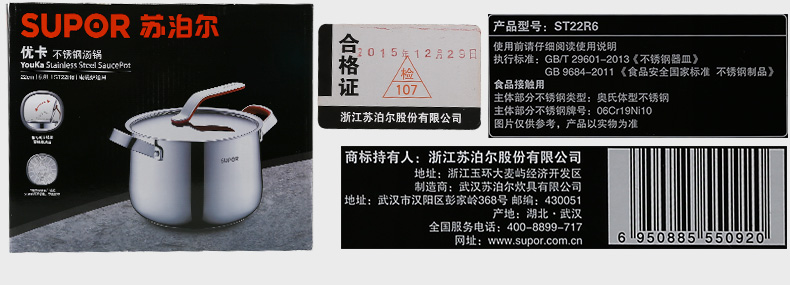 SUPOR 苏泊尔
优卡 不锈钢汤锅
YouKa Stainless Steel SaucePot
SUPOR
合格证
2015年12月29日
检
107
浙江苏泊尔股份有限公司
产品型号：ST22R6
使用前请仔细阅读使用说明
执行标准：GB/T 29601-2013《不锈钢器皿》
GB 9684-2011 《食品安全国家标准 不锈钢制品》
食品接触用
主体部分不锈钢类型：奥氏体型不锈钢
主体部分不锈钢牌号：06Cr19Ni10
图片仅供参考，产品以实物为准
商标持有人：浙江苏泊尔股份有限公司
地址：浙江玉环大麦屿经济开发区
制造商：武汉苏泊尔炊具有限公司
地址：武汉市汉阳区彭家岭368号 邮编：430051
产地：湖北·武汉
全国服务电话：400-8899-717
网址：www.supor.com.cn
6 950885 550920